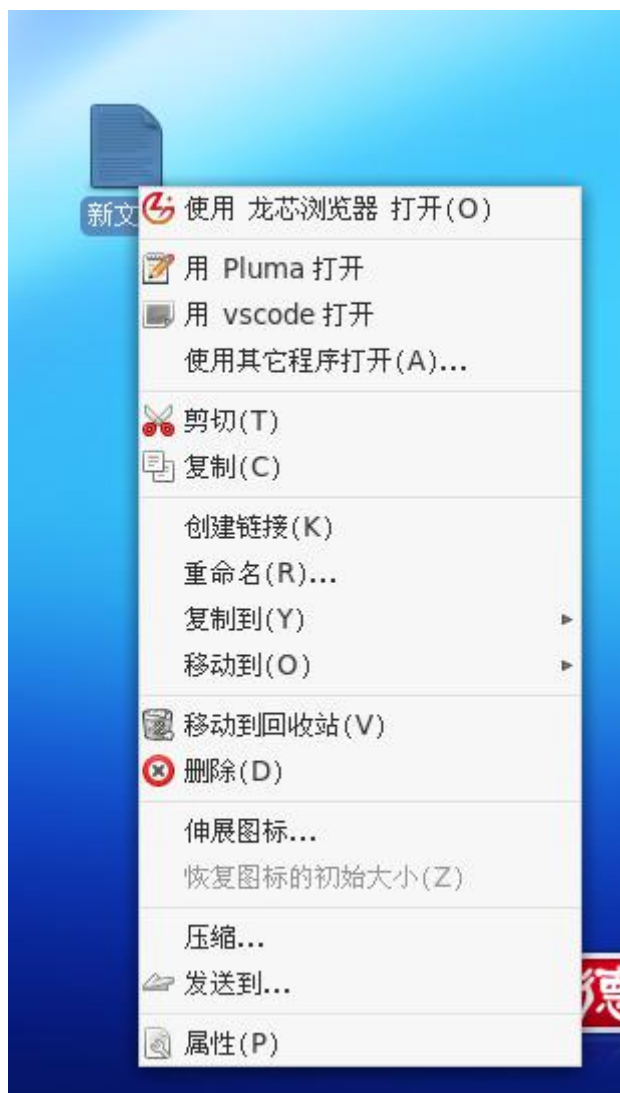 新文
使用 龙芯浏览器 打开(O)
用 Pluma 打开
用 vscode 打开
使用其它程序打开(A)...
剪切(T)
复制(C)
创建链接(K)
重命名(R)...
复制到(Y)
移动到(O)
移动到回收站(V)
删除(D)
伸展图标...
恢复图标的初始大小(Z)
压缩...
发送到...
属性(P)
德